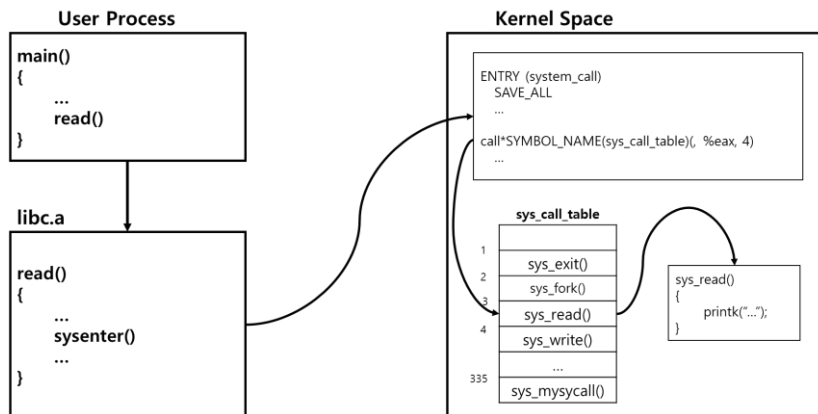 User Process
main()
{
...
read()
}
libc.a
read()
{
...
sysenter()
...
}
Kernel Space
ENTRY (system_call)
SAVE_ALL
...
call*SYMBOL_NAME(sys_call_table)(, %eax, 4)
...
sys_call_table
1
sys_exit()
2
sys_fork()
3
sys_read()
4
sys_write()
...
335
sys_mysycall()
sys_read()
{
printk("...");
}